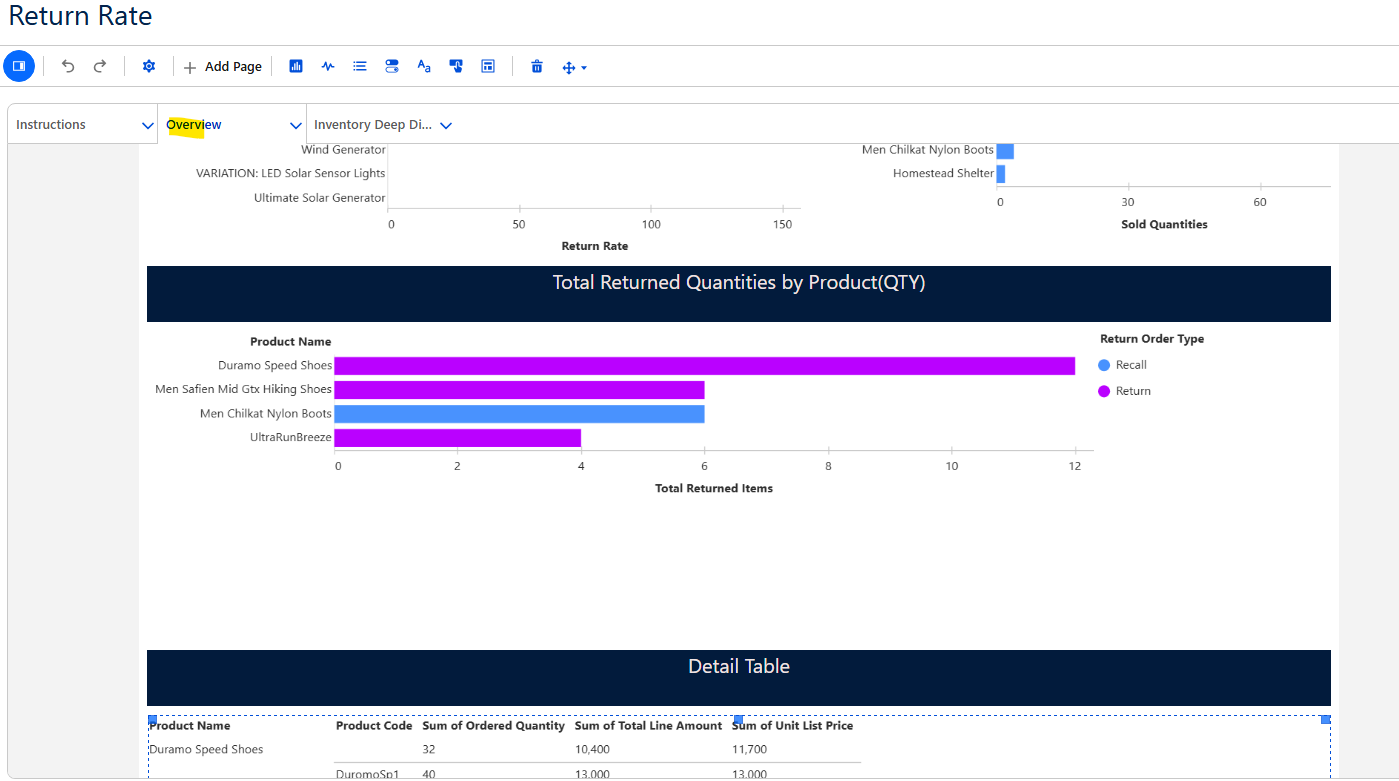 Return Rate
Add Page
Instructions
Overview
Inventory Deep Di...
Wind Generator
VARIATION: LED Solar Sensor Lights
Ultimate Solar Generator
0 50 100 150
Return Rate
Men Chilkat Nylon Boots
Homestead Shelter
0 30 60
Sold Quantities
Total Returned Quantities by Product(QTY)
Product Name
Duramo Speed Shoes
Men Safien Mid Gtx Hiking Shoes
Men Chilkat Nylon Boots
UltraRunBreeze
0 2 4 6 8 10 12
Total Returned Items
Return Order Type
Recall
Return
Detail Table
Product Name Product Code Sum of Ordered Quantity Sum of Total Line Amount Sum of Unit List Price
Duramo Speed Shoes 32 10,400 11,700
DuromoSp1 40 13,000 13,000